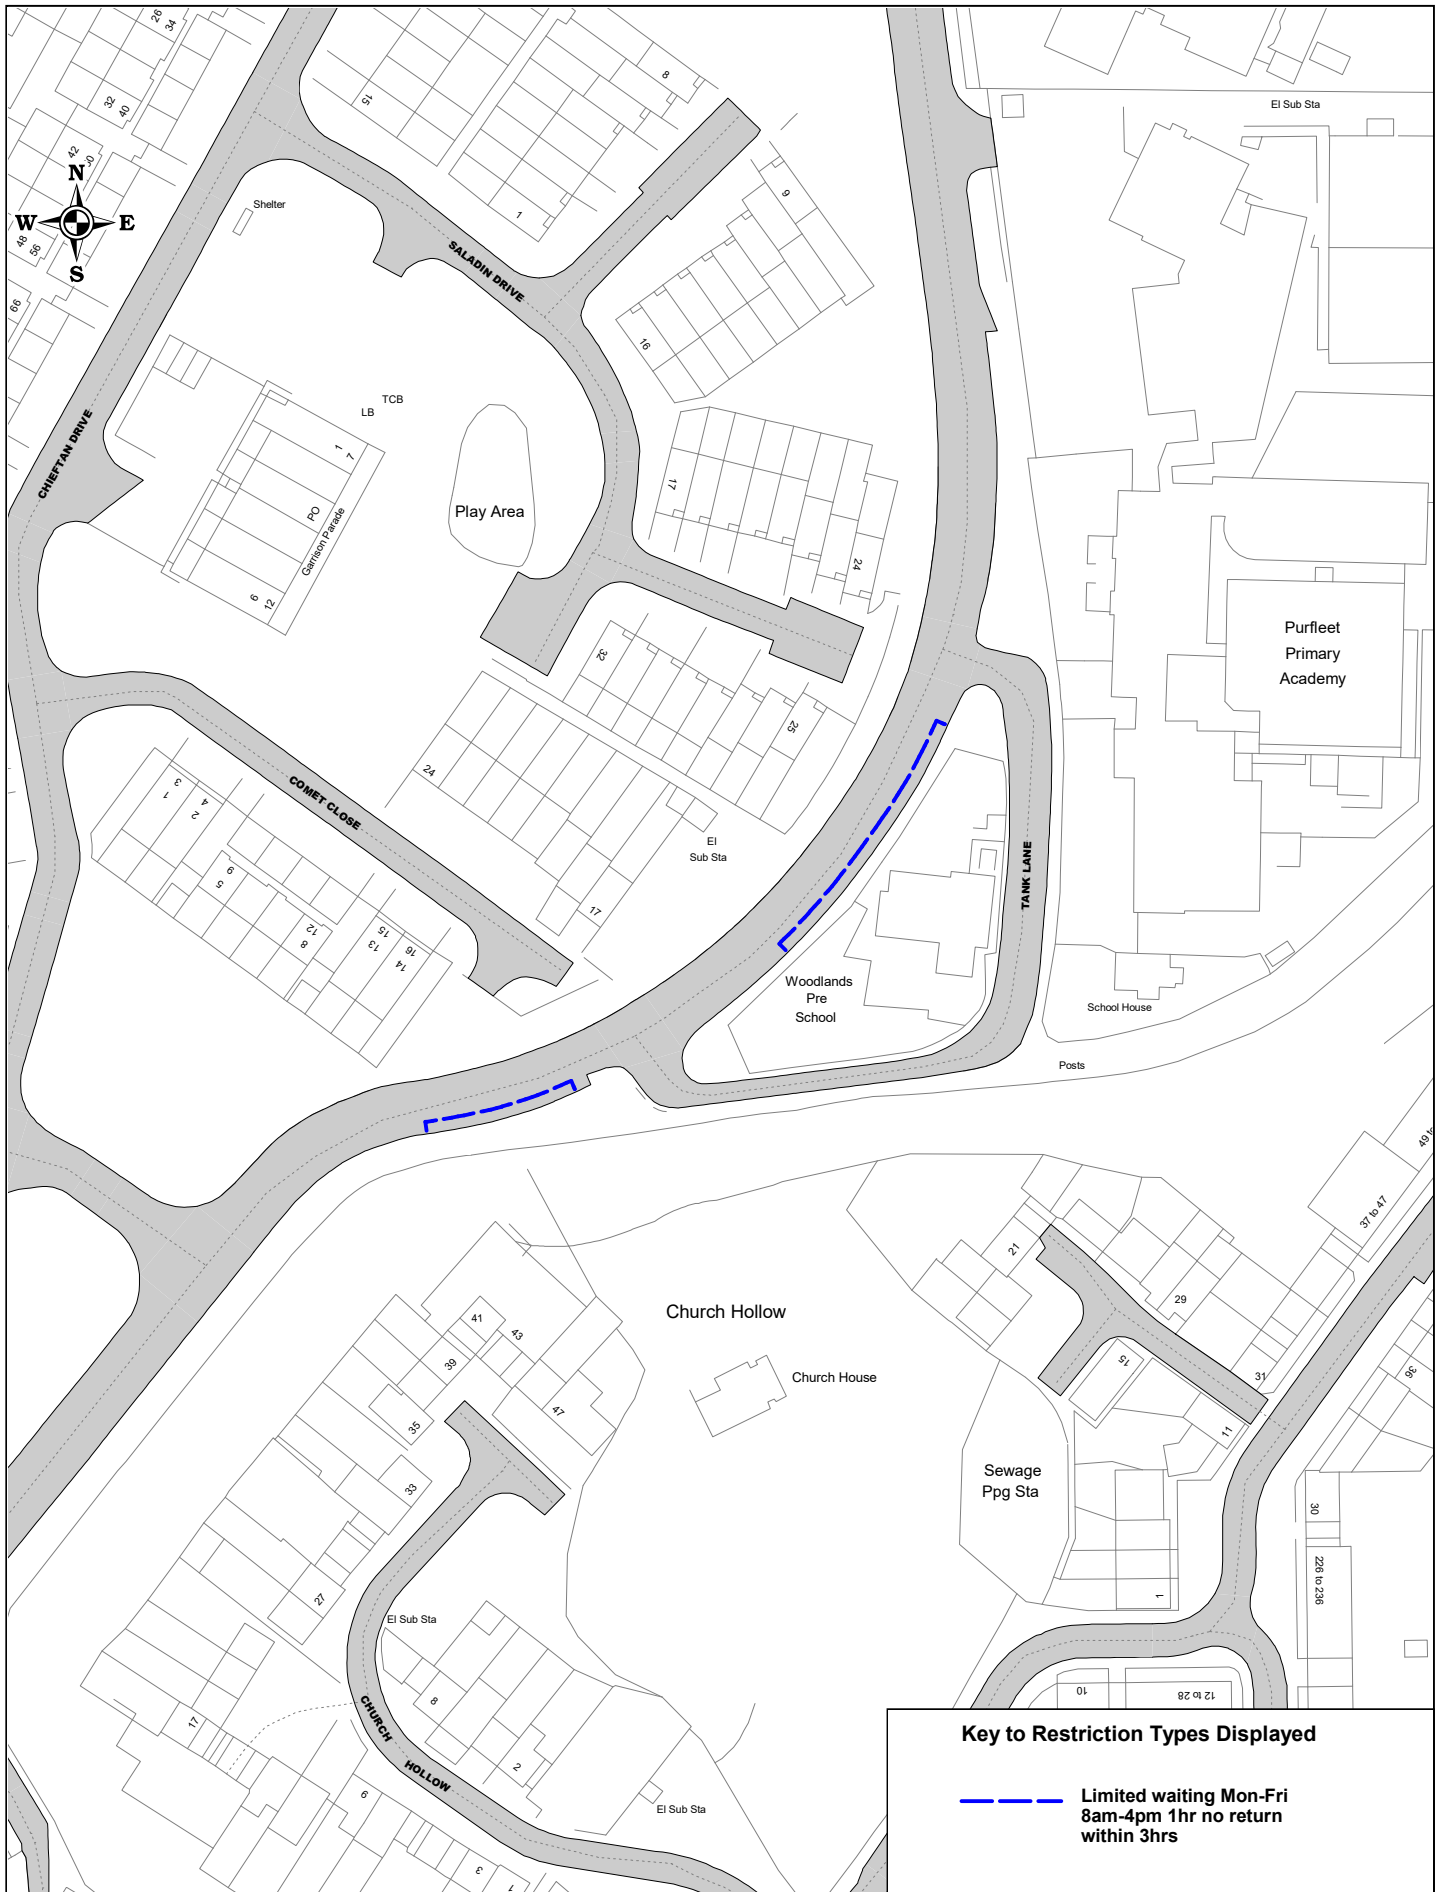 26
34
32
40
42
50
N
W
E
S
48
56
66
15
8
1
9
16
Shelter
SALADIN DRIVE
El Sub Sta
CHIEFTAN DRIVE
TCB
LB
1
7
PO
Garrison Parade
6
12
Play Area
17
24
Purfleet
Primary
Academy
32
25
24
17
El
Sub Sta
COMET CLOSE
3
1
4
2
9
5
12
8
15
13
16
14
TANK LANE
Woodlands
Pre
School
School House
Posts
37 to 47
21
29
31
15
11
36
Church Hollow
Church House
41
43
39
47
35
33
27
Sewage
Ppg Sta
30
226 to 236
1
10
12 to 28
El Sub Sta
8
2
17
CHURCH
HOLLOW
El Sub Sta
9
3
1
Key to Restriction Types Displayed
Limited waiting Mon-Fri
8am-4pm 1hr no return
within 3hrs